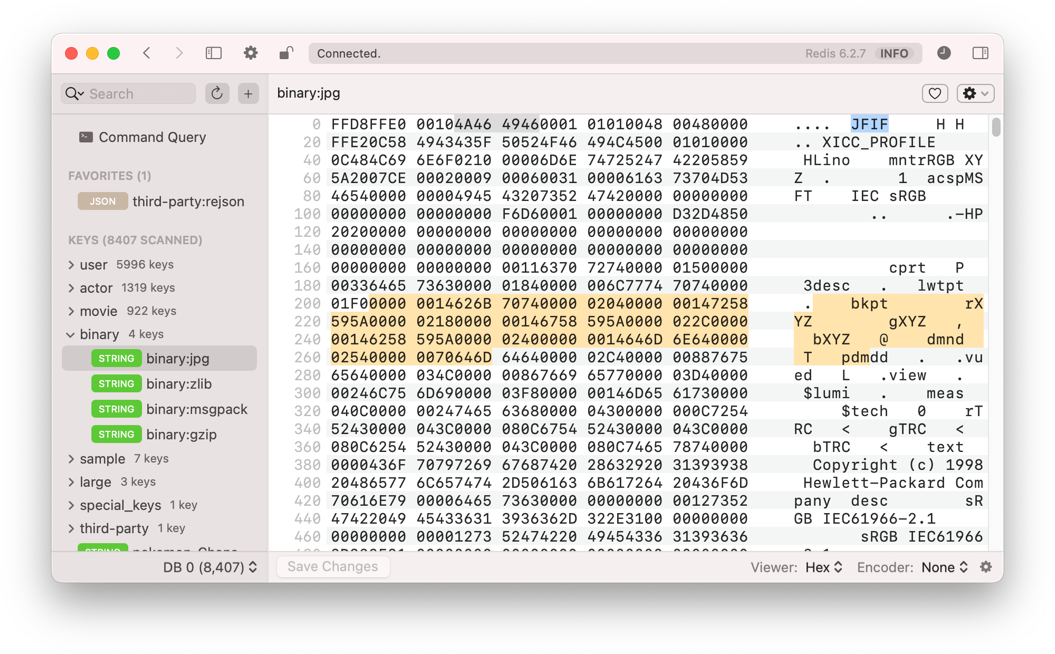 Connected.
Redis 6.2.7 INFO
Search
binary:jpg
Command Query
FAVORITES (1)
JSON third-party:rejson
KEYS (8407 SCANNED)
user 5996 keys
actor 1319 keys
movie 922 keys
binary 4 keys
STRING binary:jpg
STRING binary:zlib
STRING binary:msgpack
STRING binary:gzip
sample 7 keys
large 3 keys
special_keys 1 key
third-party 1 key
DB 0 (8,407)
0 FFD8FFE0 00104A46 49460001 01010048 00480000 .... JFIF H H
20 FFE20C58 4943435F 50524F46 494C4500 01010000 .. XICC_PROFILE
40 0C484C69 6E6F0210 00006D6E 74725247 42205859 HLino mntrRGB XY
60 5A2007CE 00020009 00060031 00006163 73704D53 Z . 1 acspMS
80 46540000 00004945 43207352 47420000 00000000 FT IEC sRGB
100 00000000 00000000 F6D60001 00000000 D32D4850 .. .-HP
120 20200000 00000000 00000000 00000000 00000000
140 00000000 00000000 00000000 00000000 00000000
160 00000000 00000000 00116370 72740000 01500000 cprt P
180 00336465 73630000 01840000 006C7774 70740000 3desc . lwtpt
200 01F00000 0014626B 70740000 02040000 00147258 . bkpt rX
220 595A0000 02180000 00146758 595A0000 022C0000 YZ gXYZ ,
240 00146258 595A0000 02400000 0014646D 6E640000 bXYZ @ dmnd
260 02540000 0070646D 64640000 02C40000 00887675 T pdmdd . .vu
280 65640000 034C0000 00867669 65770000 03D40000 ed L .view .
300 00246C75 6D690000 03F80000 00146D65 61730000 $lumi . meas
320 040C0000 00247465 63680000 04300000 000C7254 $tech 0 rT
340 52430000 043C0000 080C6754 52430000 043C0000 RC < gTRC <
360 080C6254 52430000 043C0000 080C7465 78740000 bTRC < text
380 0000436F 70797269 67687420 28632920 31393938 Copyright (c) 1998
400 20486577 6C657474 2D506163 6B617264 20436F6D Hewlett-Packard Com
420 70616E79 00006465 73630000 00000000 00127352 pany desc sR
440 47422049 45433631 3936362D 322E3100 00000000 GB IEC61966-2.1
460 00000000 00001273 52474220 49454336 31393636 sRGB IEC61966
Save Changes
Viewer: Hex Encoder: None